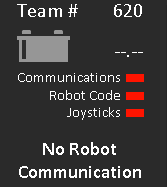 Team # 620
--.--
Communications
Robot Code
Joysticks
No Robot
Communication